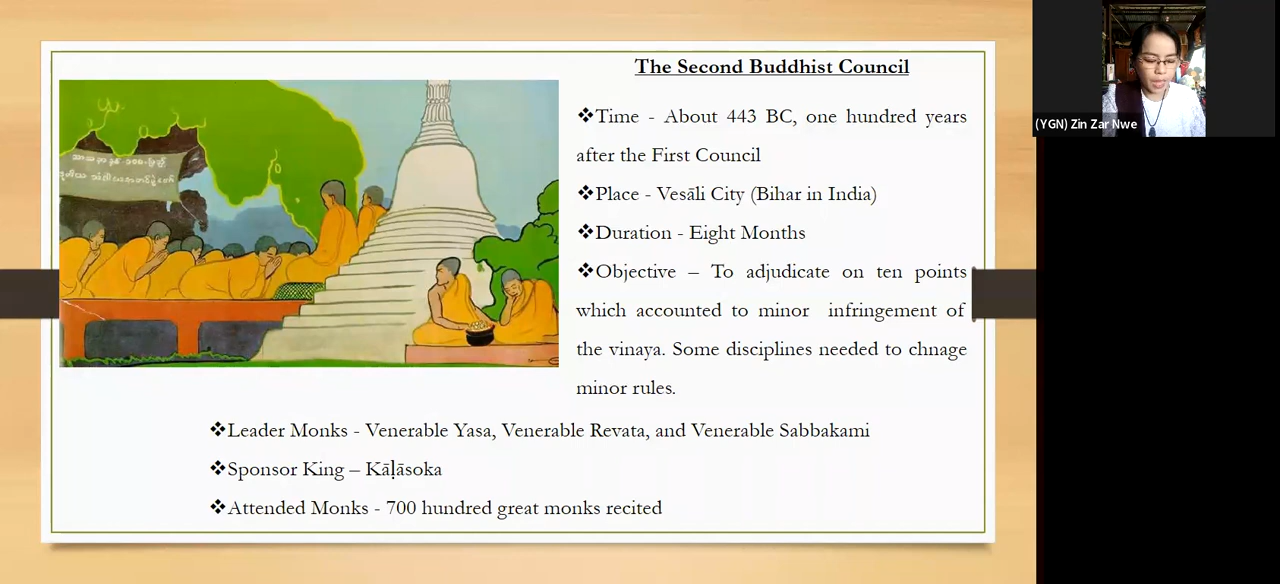 The Second Buddhist Council
❖Time - About 443 BC, one hundred years
after the First Council
❖Place - Vesāli City (Bihar in India)
❖Duration - Eight Months
❖Objective – To adjudicate on ten points
which accounted to minor infringement of
the vinaya. Some disciplines needed to chnage
minor rules.
❖Leader Monks - Venerable Yasa, Venerable Revata, and Venerable Sabbakami
❖Sponsor King – Kāḷāsoka
❖Attended Monks - 700 hundred great monks recited
(YGN) Zin Zar Nwe